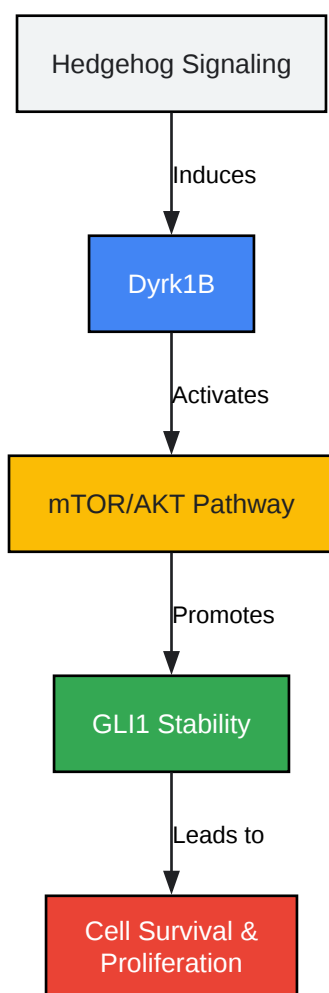 Hedgehog Signaling
Induces
Dyrk1B
Activates
mTOR/AKT Pathway
Promotes
GLI1 Stability
Leads to
Cell Survival &
Proliferation